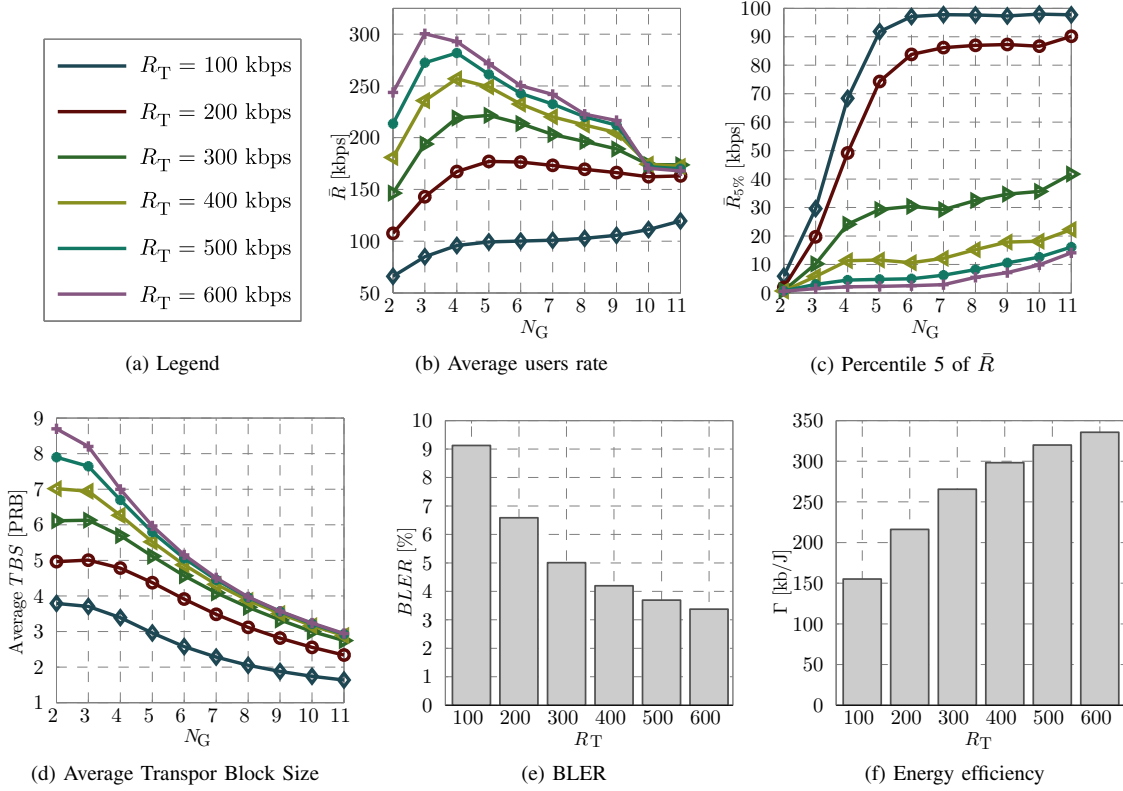 R_T = 100 kbps
R_T = 200 kbps
R_T = 300 kbps
R_T = 400 kbps
R_T = 500 kbps
R_T = 600 kbps
(a) Legend
300
250
200
150
100
50
R̄ [kbps]
2 3 4 5 6 7 8 9 10 11
N_G
(b) Average users rate
100
90
80
70
60
50
40
30
20
10
0
R̄_5% [kbps]
2 3 4 5 6 7 8 9 10 11
N_G
(c) Percentile 5 of R̄
9
8
7
6
5
4
3
2
1
Average TBS [PRB]
2 3 4 5 6 7 8 9 10 11
N_G
(d) Average Transpor Block Size
10
9
8
7
6
5
4
3
2
1
0
BLER [%]
100 200 300 400 500 600
R_T
(e) BLER
350
300
250
200
150
100
50
0
Γ [kb/J]
100 200 300 400 500 600
R_T
(f) Energy efficiency